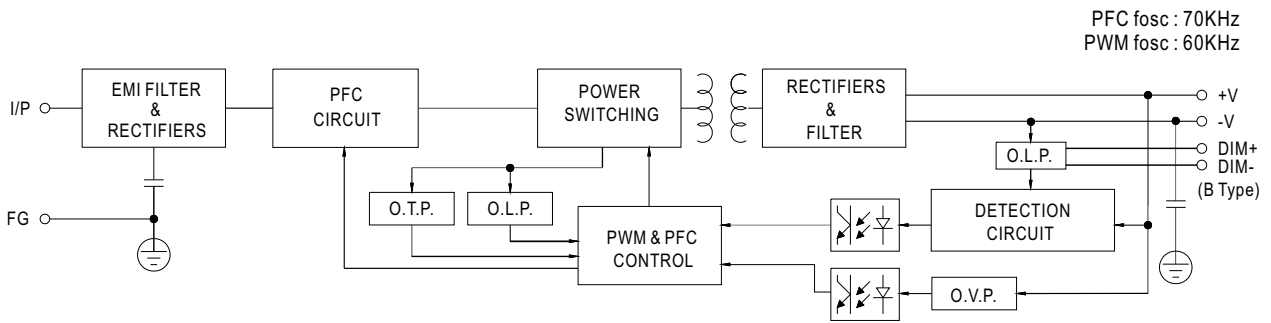 PFC fosc : 70KHz
PWM fosc : 60KHz
I/P
EMI FILTER
&
RECTIFIERS
PFC
CIRCUIT
POWER
SWITCHING
RECTIFIERS
&
FILTER
+V
-V
O.L.P.
DIM+
DIM-
(B Type)
FG
O.T.P.
O.L.P.
PWM & PFC
CONTROL
DETECTION
CIRCUIT
O.V.P.